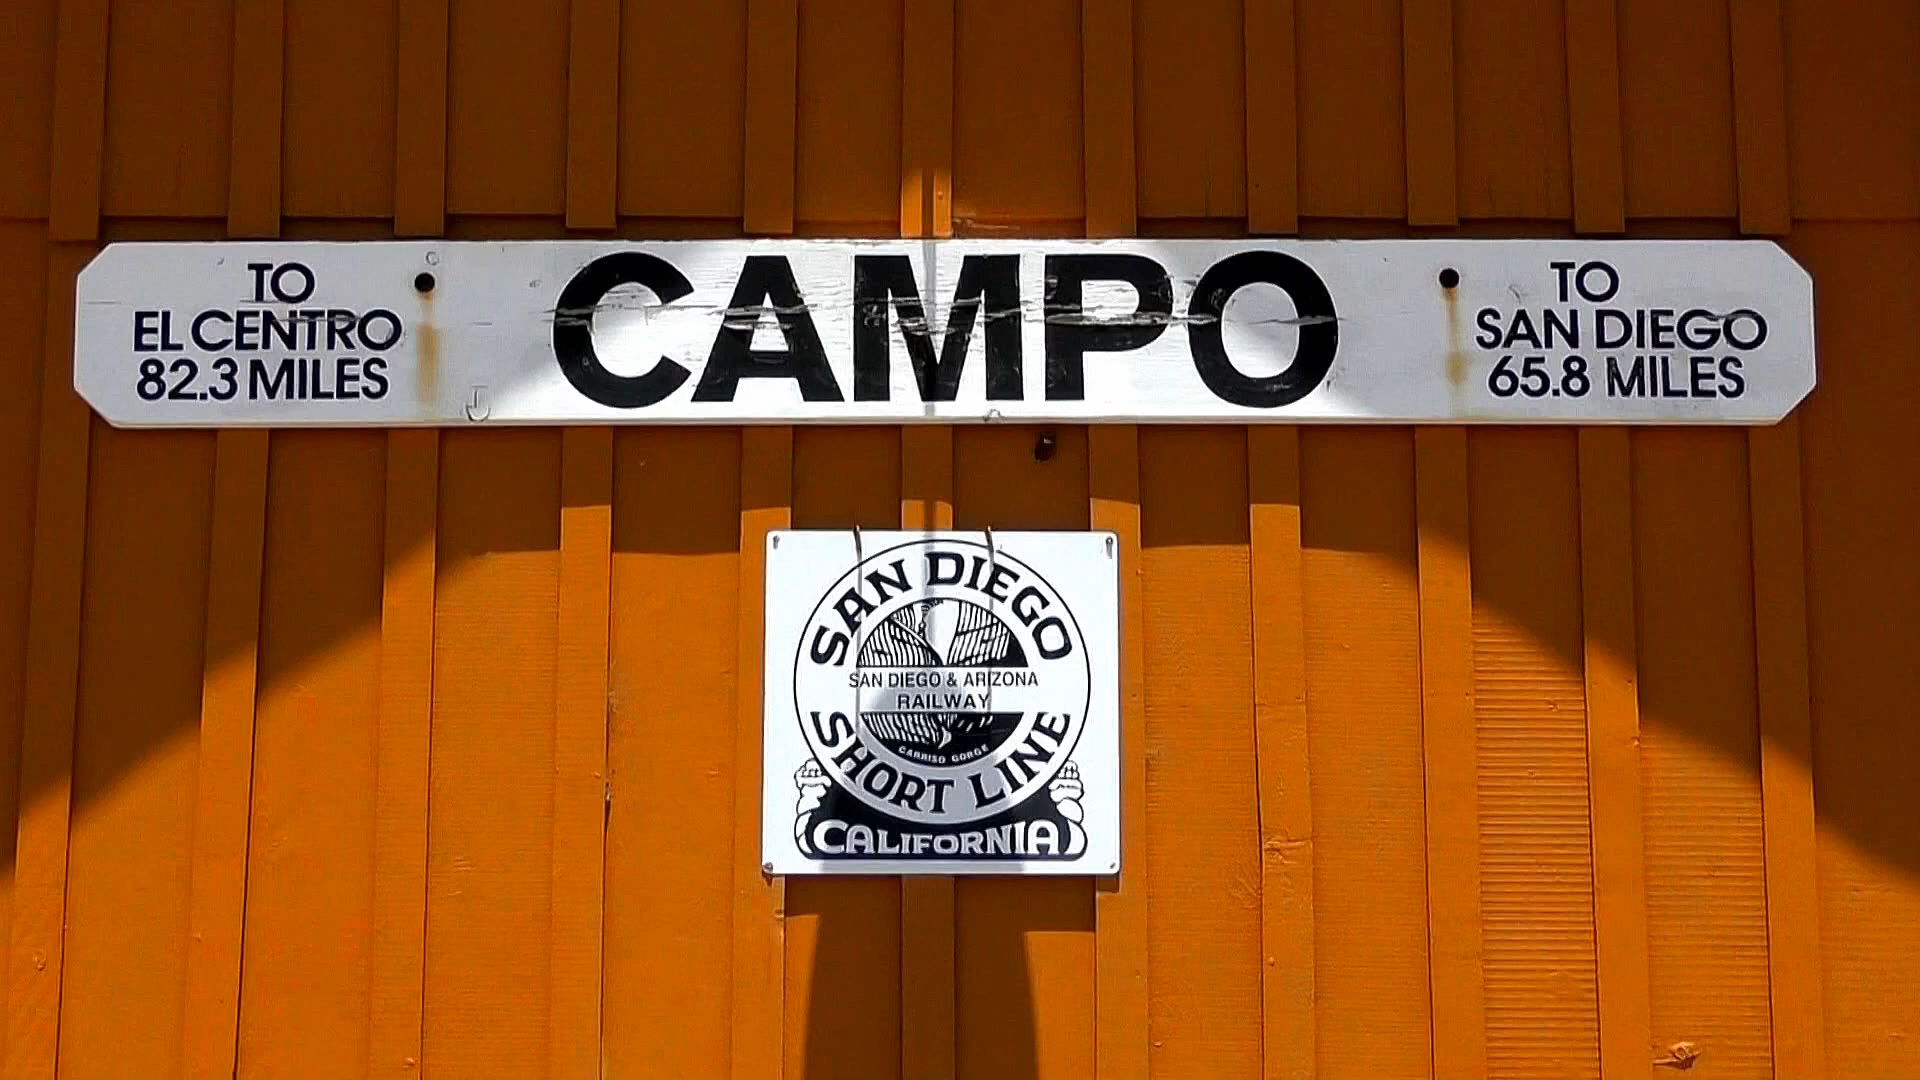 TO
EL CENTRO
82.3 MILES
CAMPO
TO
SAN DIEGO
65.8 MILES
SAN DIEGO
SAN DIEGO & ARIZONA
RAILWAY
CARRISO GORGE
SHORT LINE
CALIFORNIA